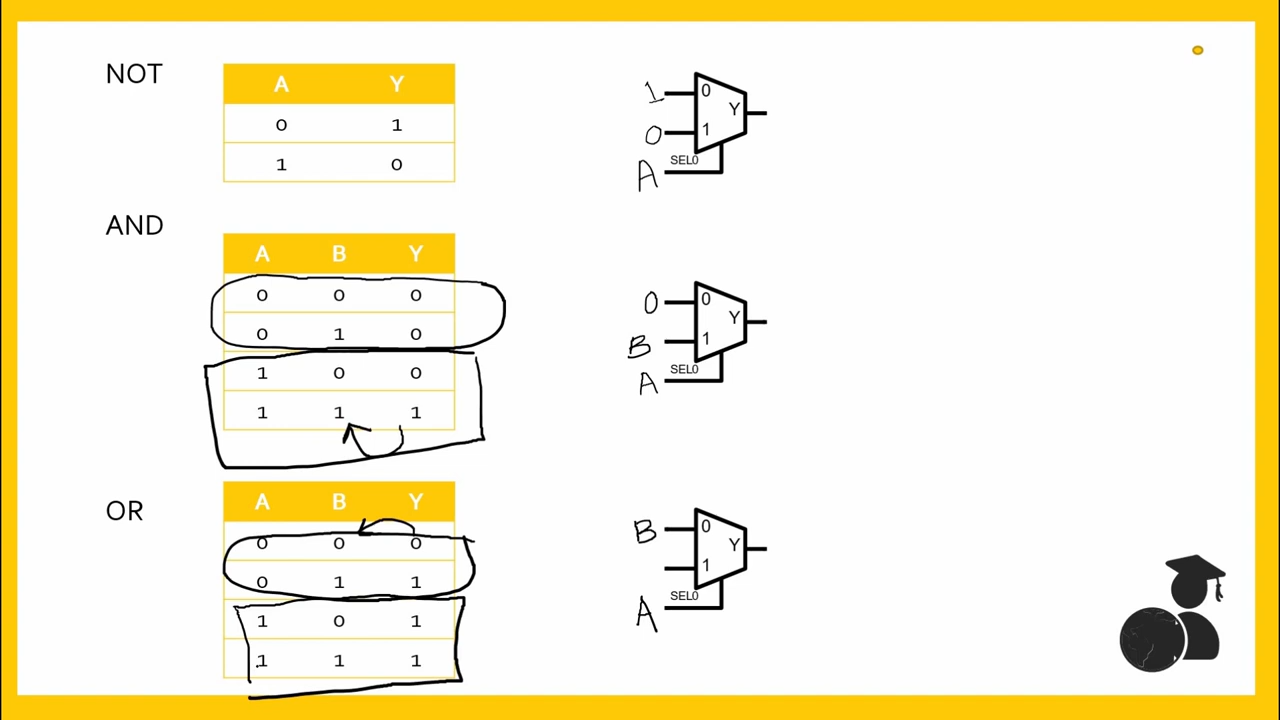 NOT
A Y
0 1
1 0
1 0
Y
0 1
SEL0
A
AND
A B Y
0 0 0
0 1 0
1 0 0
1 1 1
0 0
Y
B 1
SEL0
A
OR
A B Y
0 0 0
0 1 1
1 0 1
1 1 1
B 0
Y
1
SEL0
A